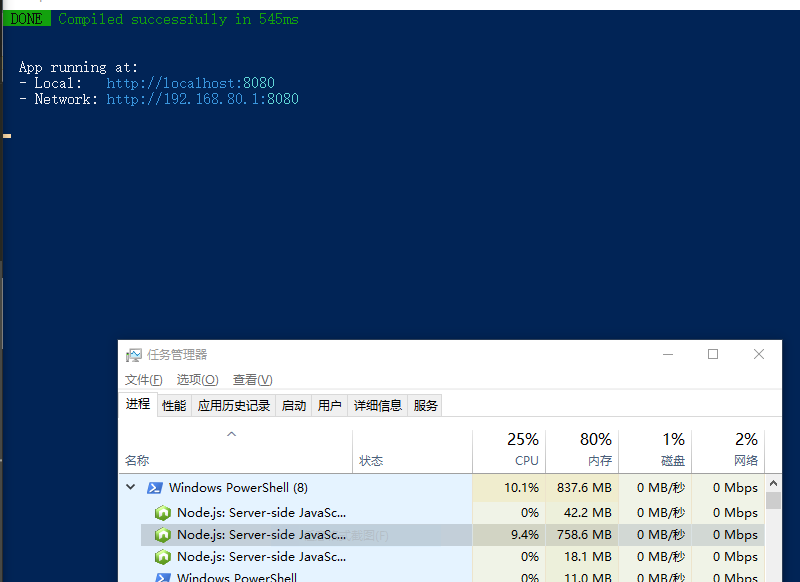 DONE Compiled successfully in 545ms
App running at:
- Local: http://localhost:8080
- Network: http://192.168.80.1:8080
任务管理器
文件(F) 选项(O) 查看(V)
进程 性能 应用历史记录 启动 用户 详细信息 服务
25% 80% 1% 2%
名称 状态 CPU 内存 磁盘 网络
Windows PowerShell (8) 10.1% 837.6 MB 0 MB/秒 0 Mbps
Node.js: Server-side JavaSc... 0% 42.2 MB 0 MB/秒 0 Mbps
Node.js: Server-side JavaSc... 9.4% 758.6 MB 0 MB/秒 0 Mbps
Node.js: Server-side JavaSc... 0% 18.1 MB 0 MB/秒 0 Mbps
Windows PowerShell 0% 11.0 MB 0 MB/秒 0 Mbps